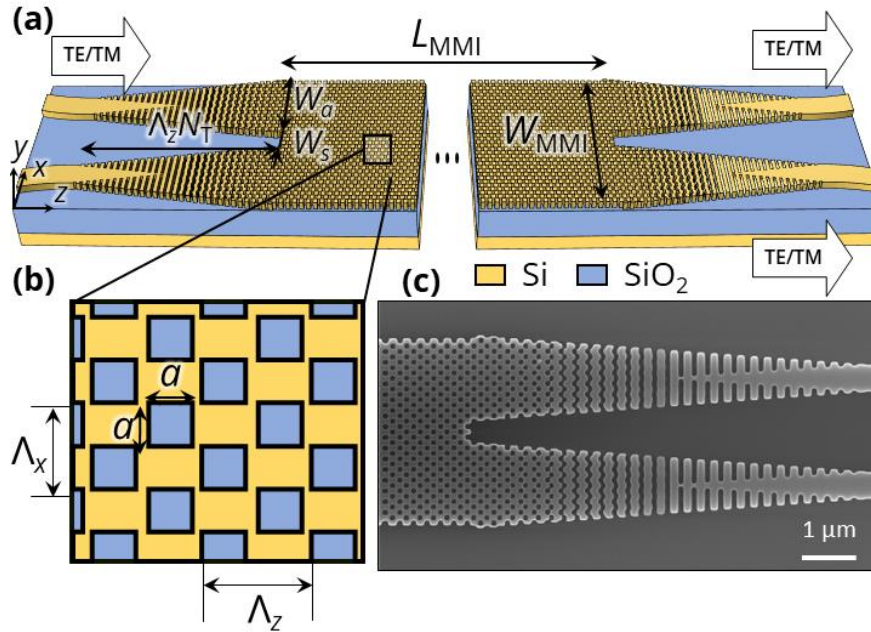 (a)
TE/TM
L_MMI
TE/TM
W_a
Λ_zN_T
W_s
W_MMI
y
x
z
TE/TM
(b)
Si
SiO₂
(c)
a
a
Λ_x
Λ_z
1 μm